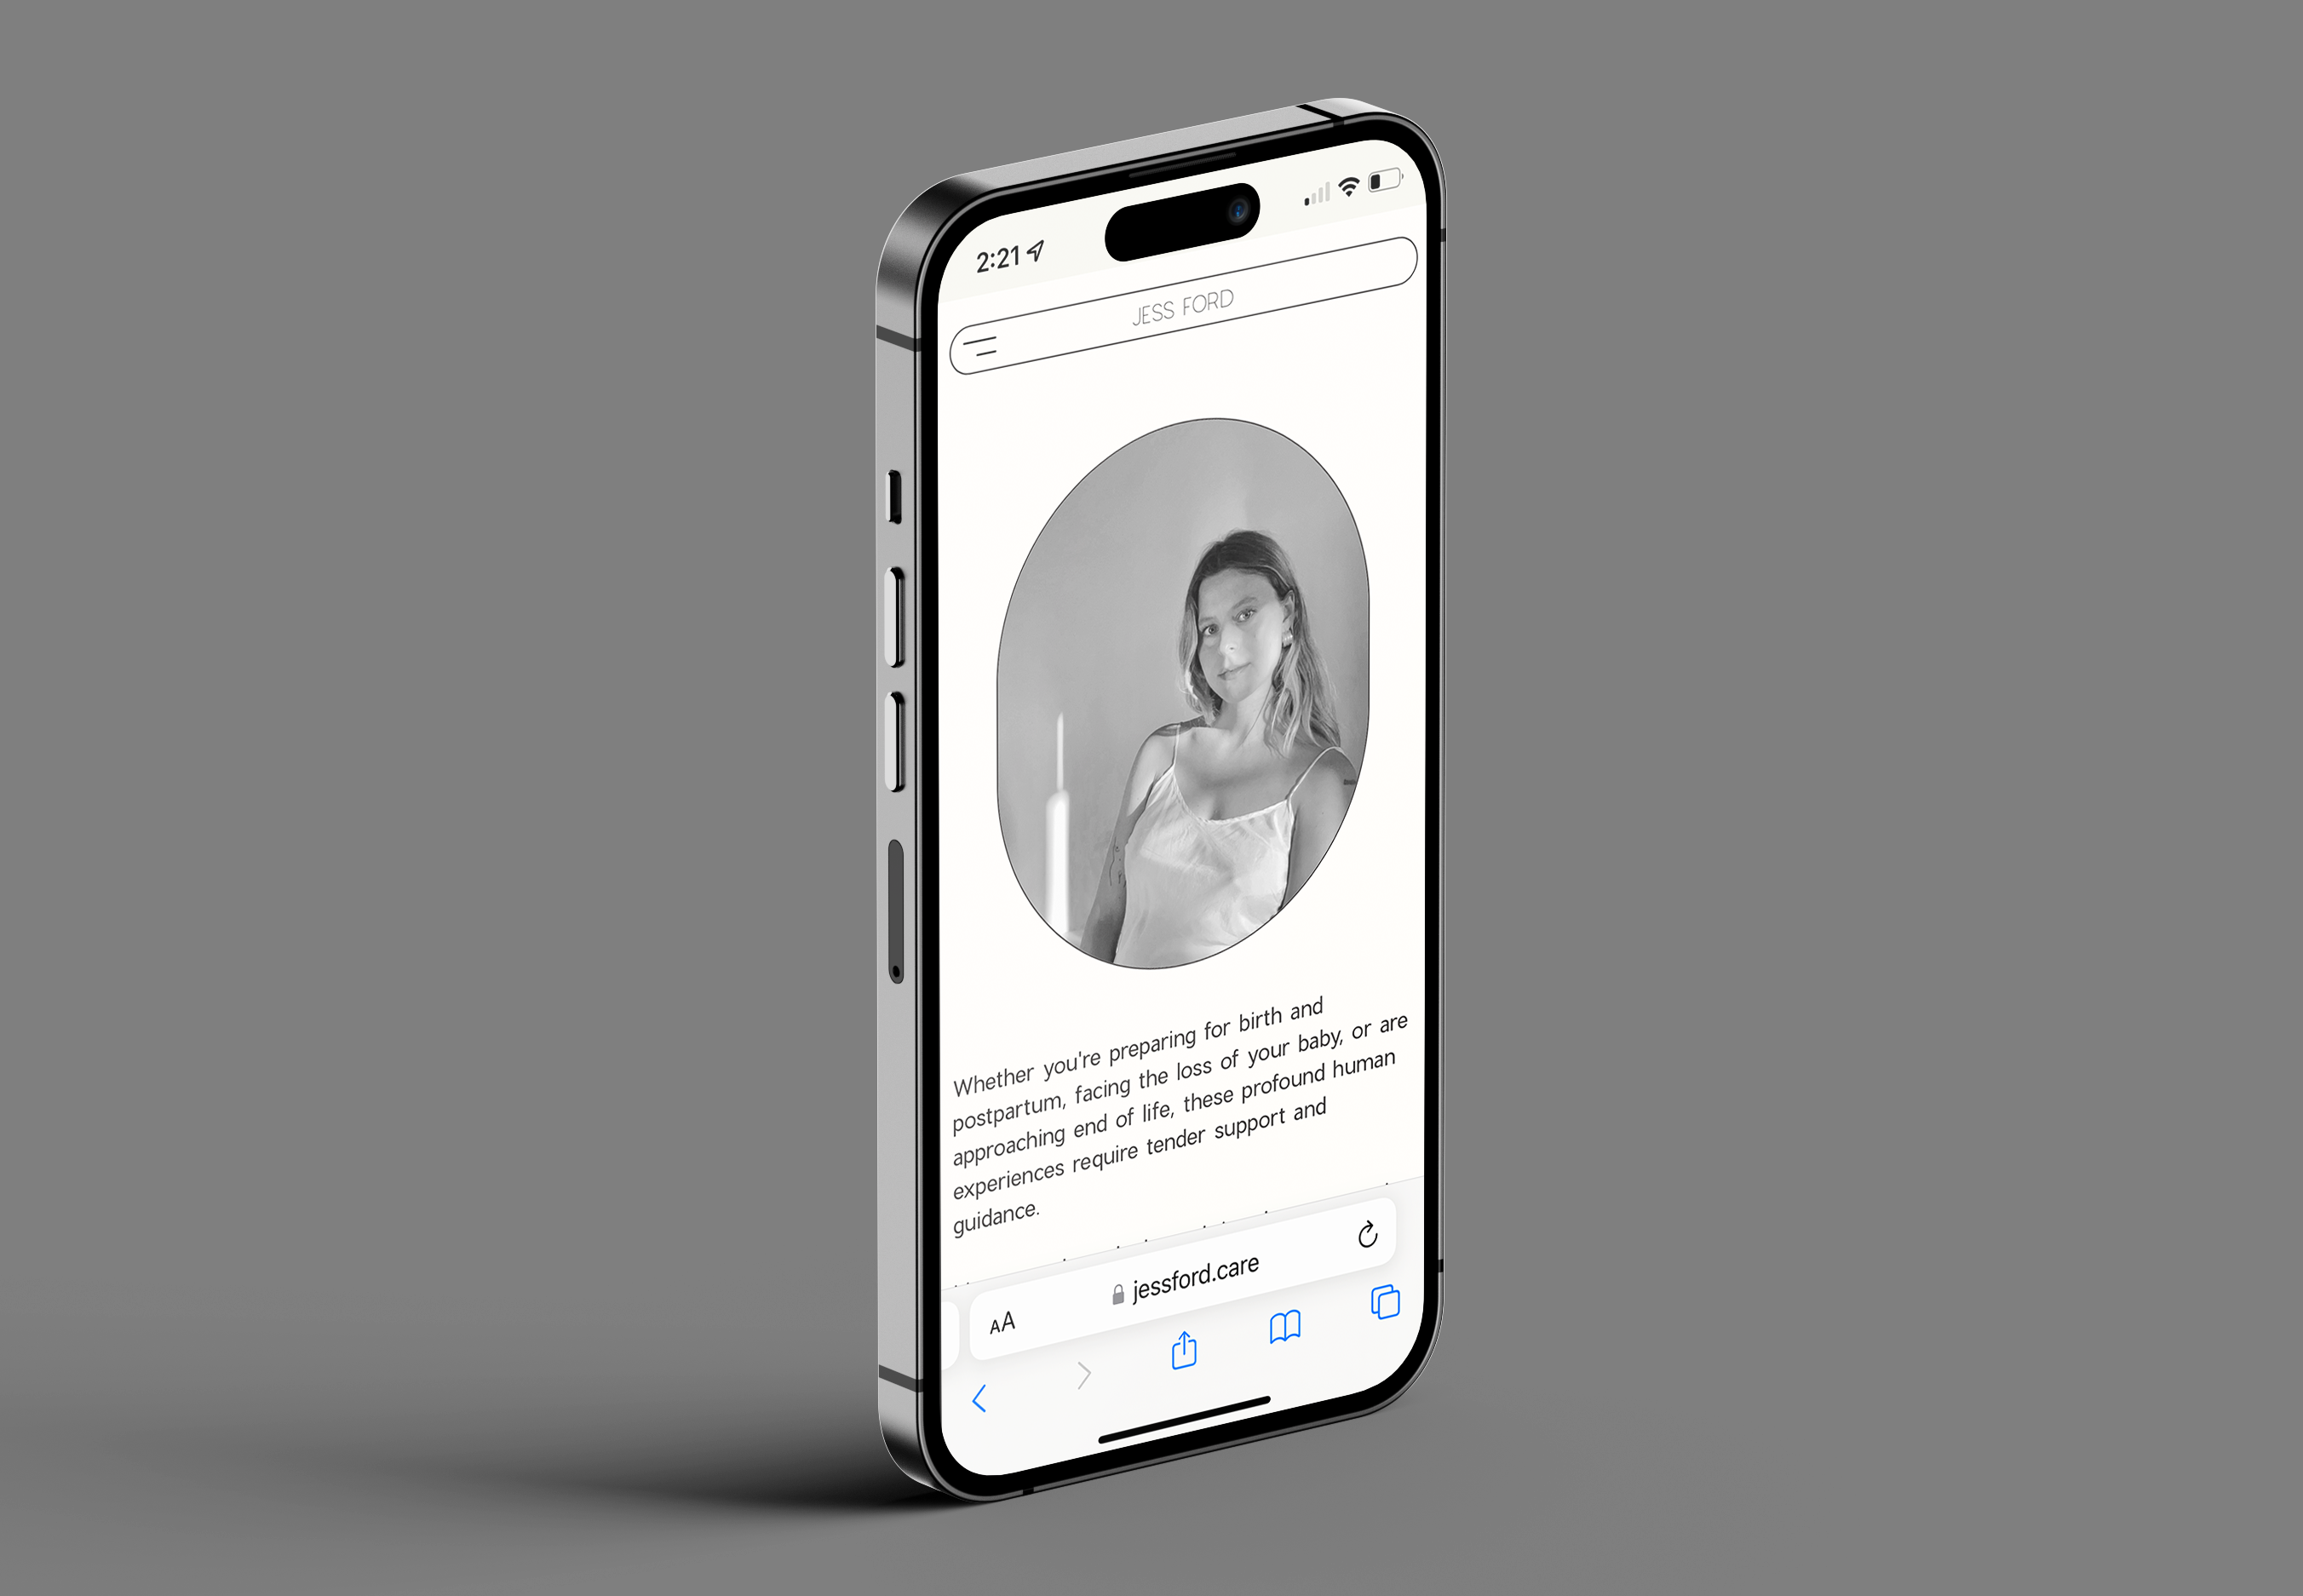 2:21
JESS FORD
Whether you're preparing for birth and
postpartum, facing the loss of your baby, or are
approaching end of life, these profound human
experiences require tender support and
guidance.
AA
jessford.care